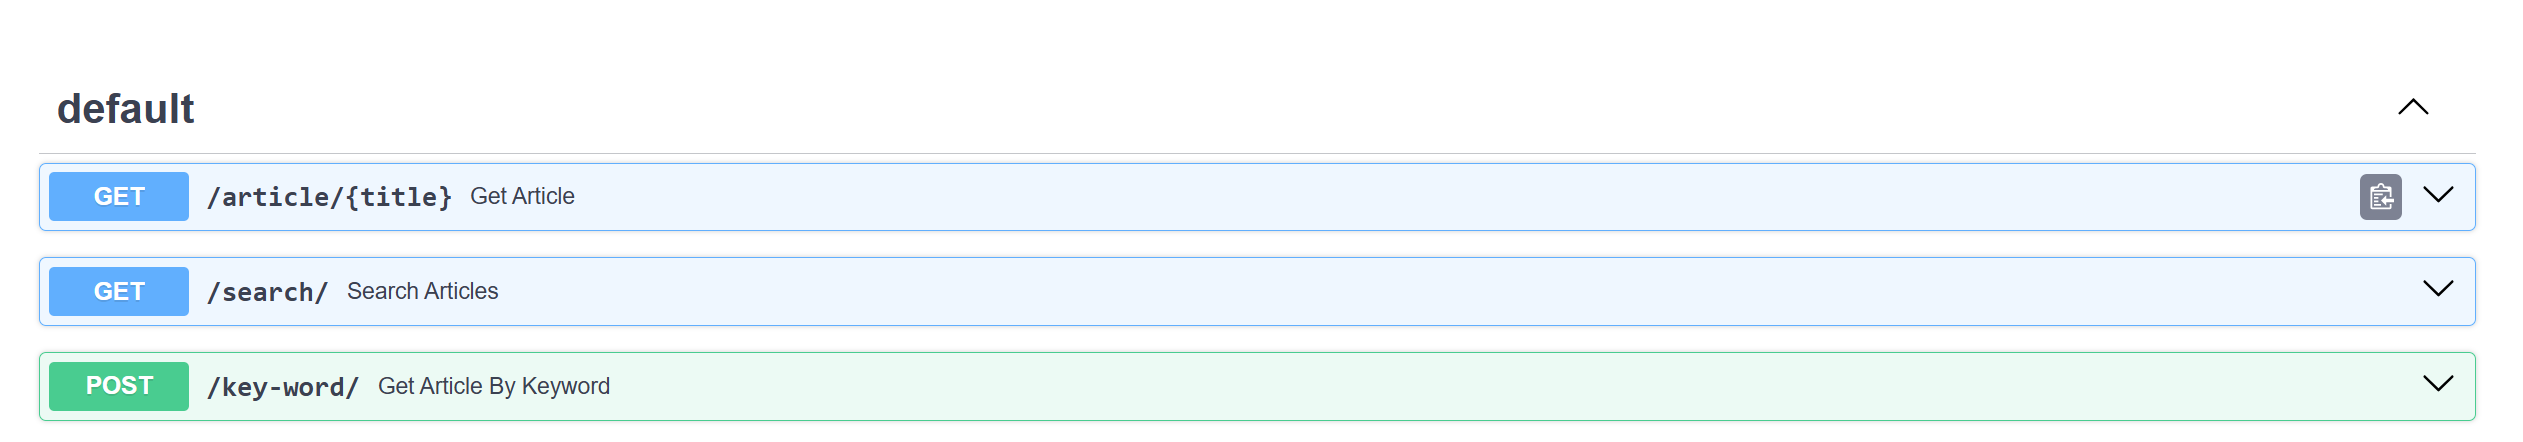 default
GET /article/{title} Get Article
GET /search/ Search Articles
POST /key-word/ Get Article By Keyword